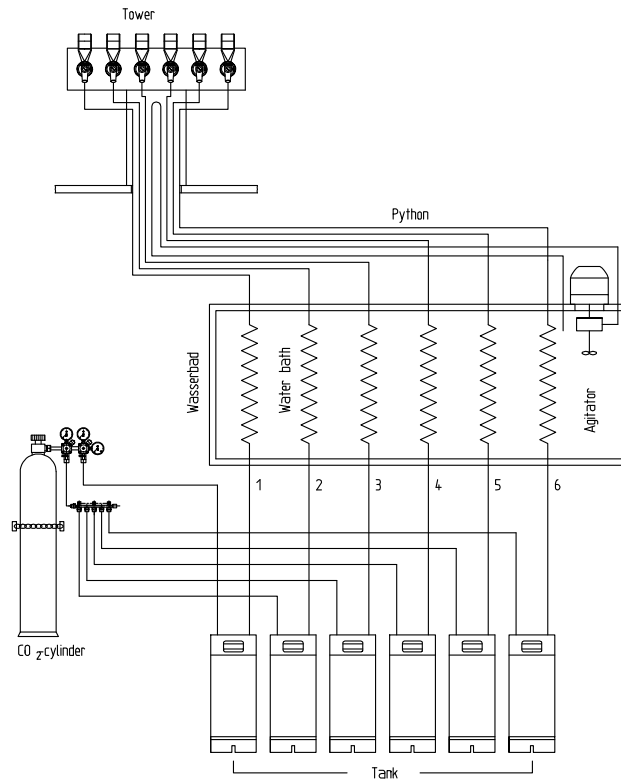 Tower
Python
Wasserbad
Water bath
Agitator
1 2 3 4 5 6
CO 2-cylinder
Tank